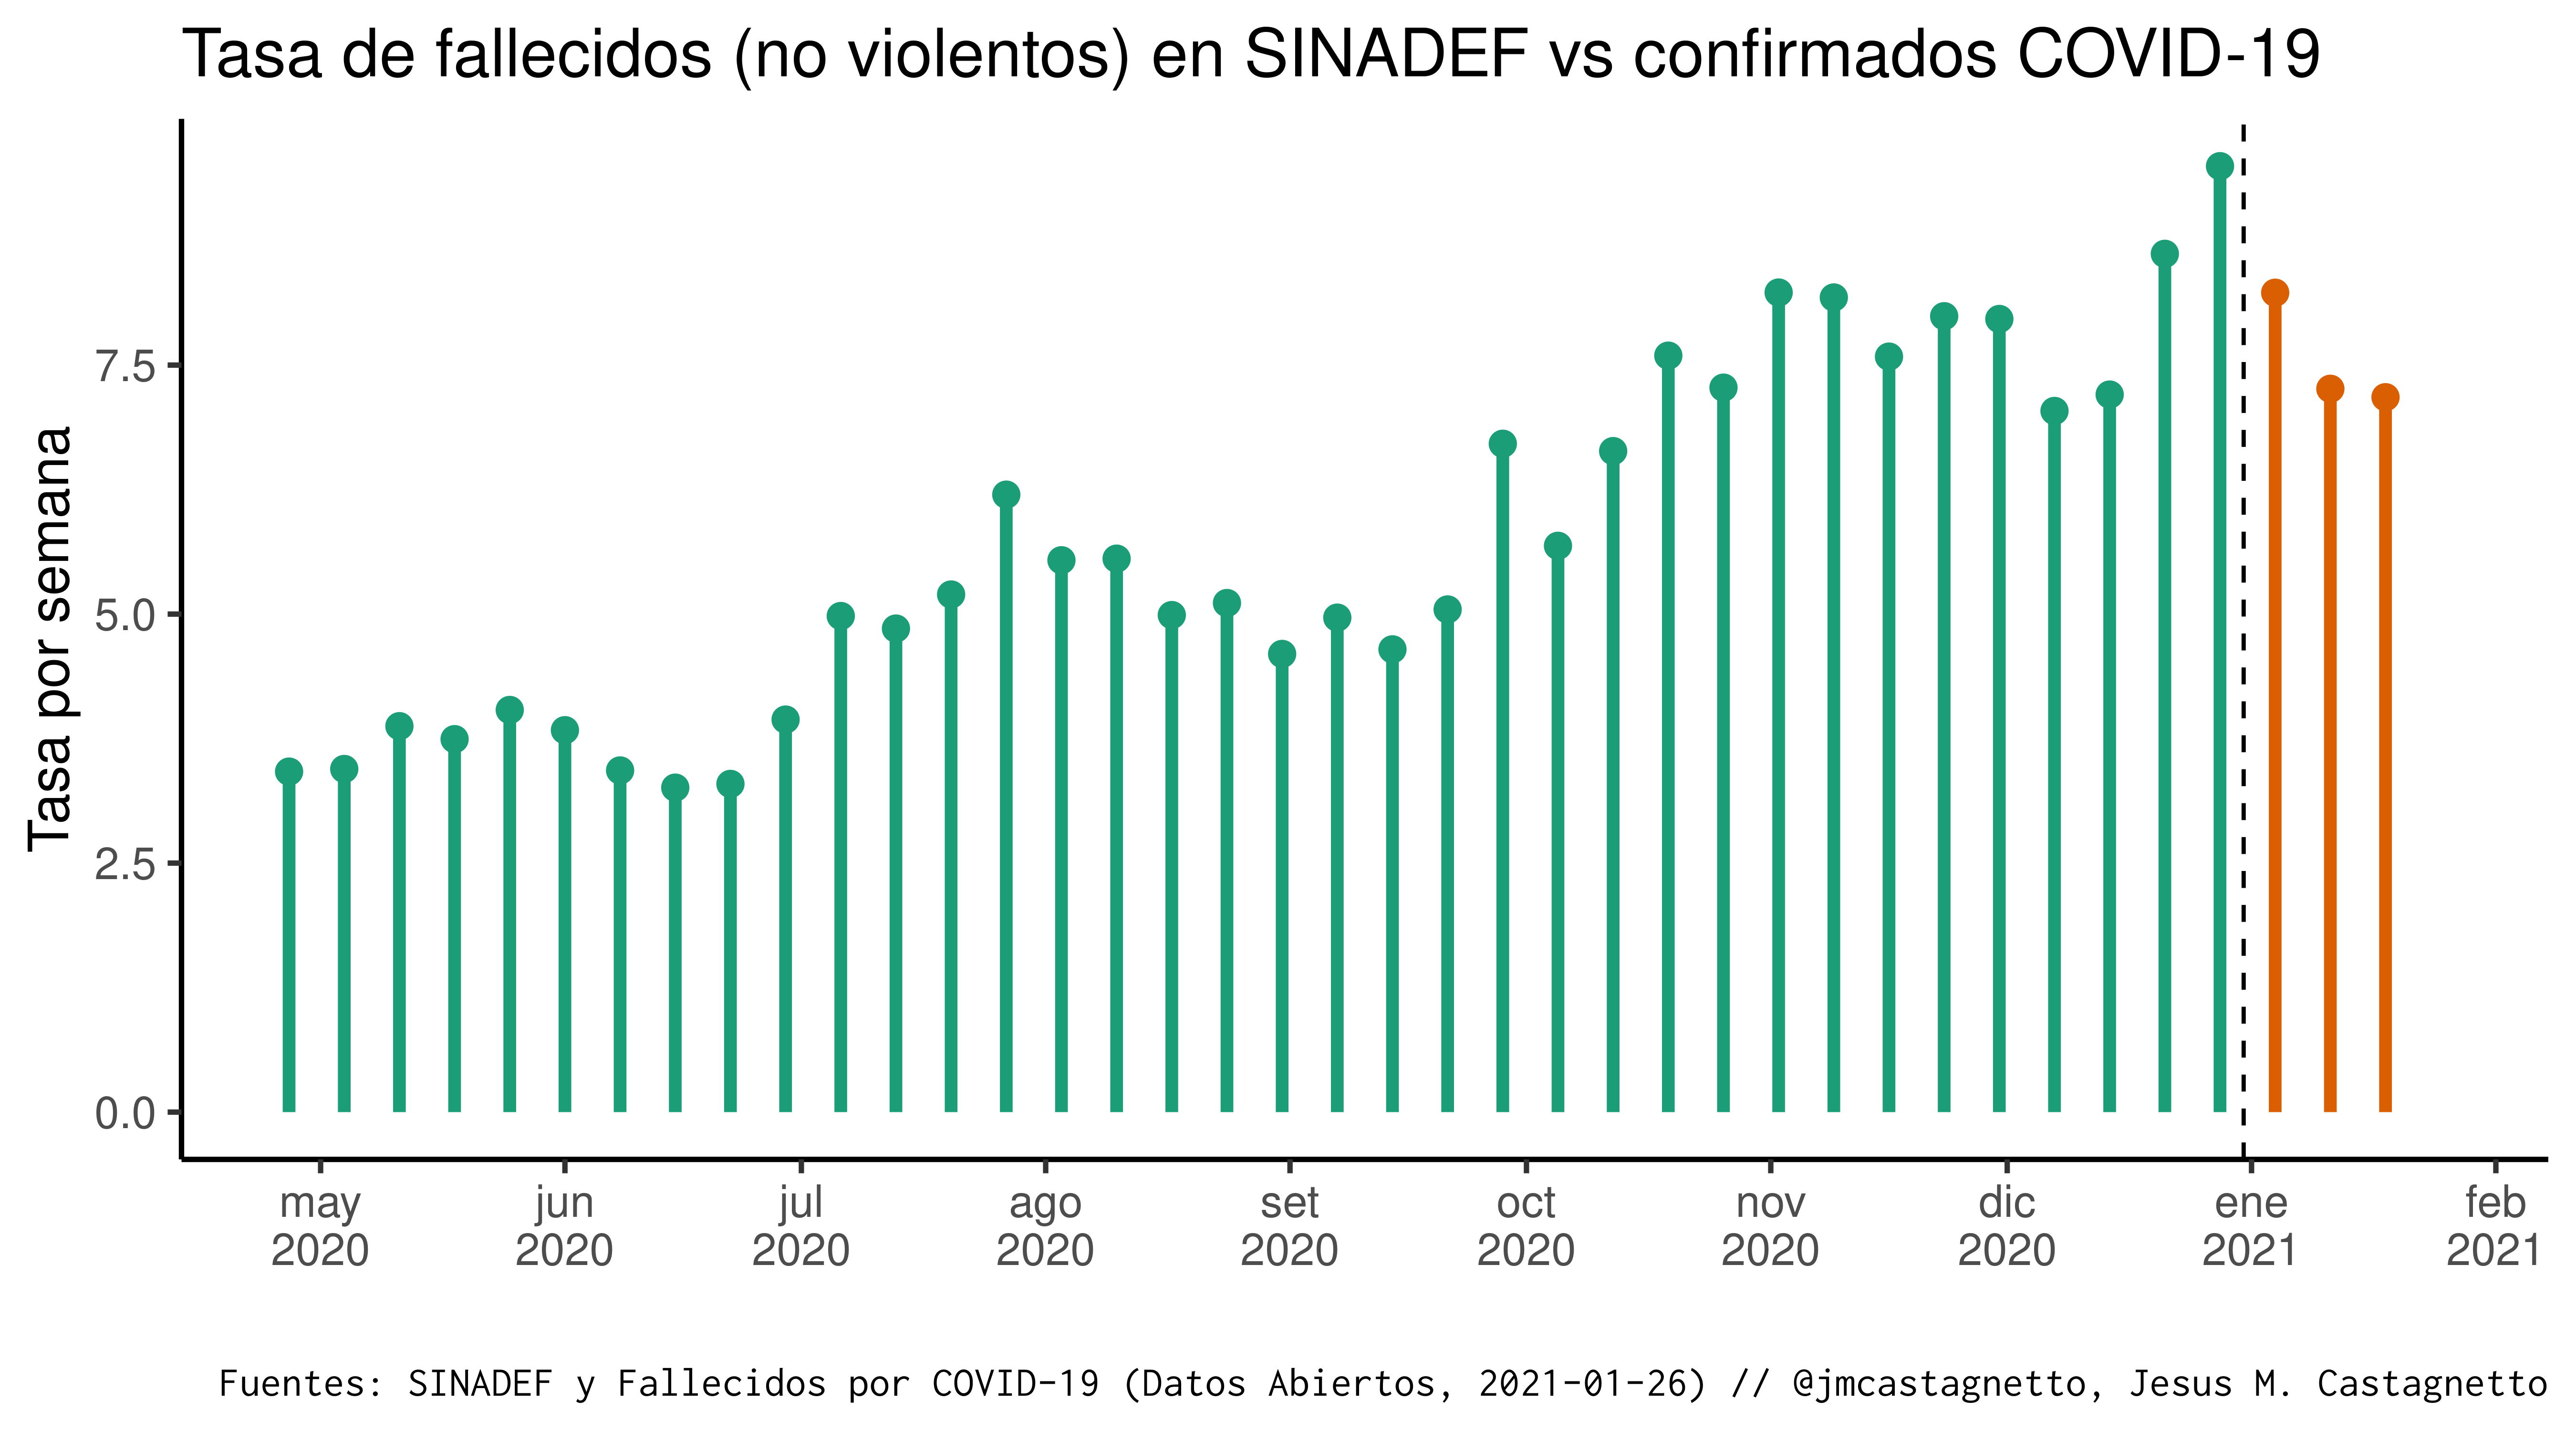 Tasa de fallecidos (no violentos) en SINADEF vs confirmados COVID-19
Tasa por semana
7.5
5.0
2.5
0.0
may 2020
jun 2020
jul 2020
ago 2020
set 2020
oct 2020
nov 2020
dic 2020
ene 2021
feb 2021
Fuentes: SINADEF y Fallecidos por COVID-19 (Datos Abiertos, 2021-01-26) // @jmcastagnetto, Jesus M. Castagnetto